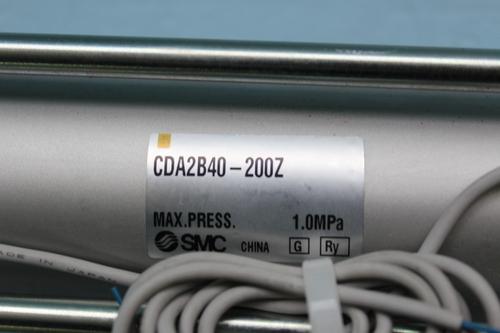 CDA2B40-200Z
MAX.PRESS. 1.0MPa
SMC CHINA G Ry